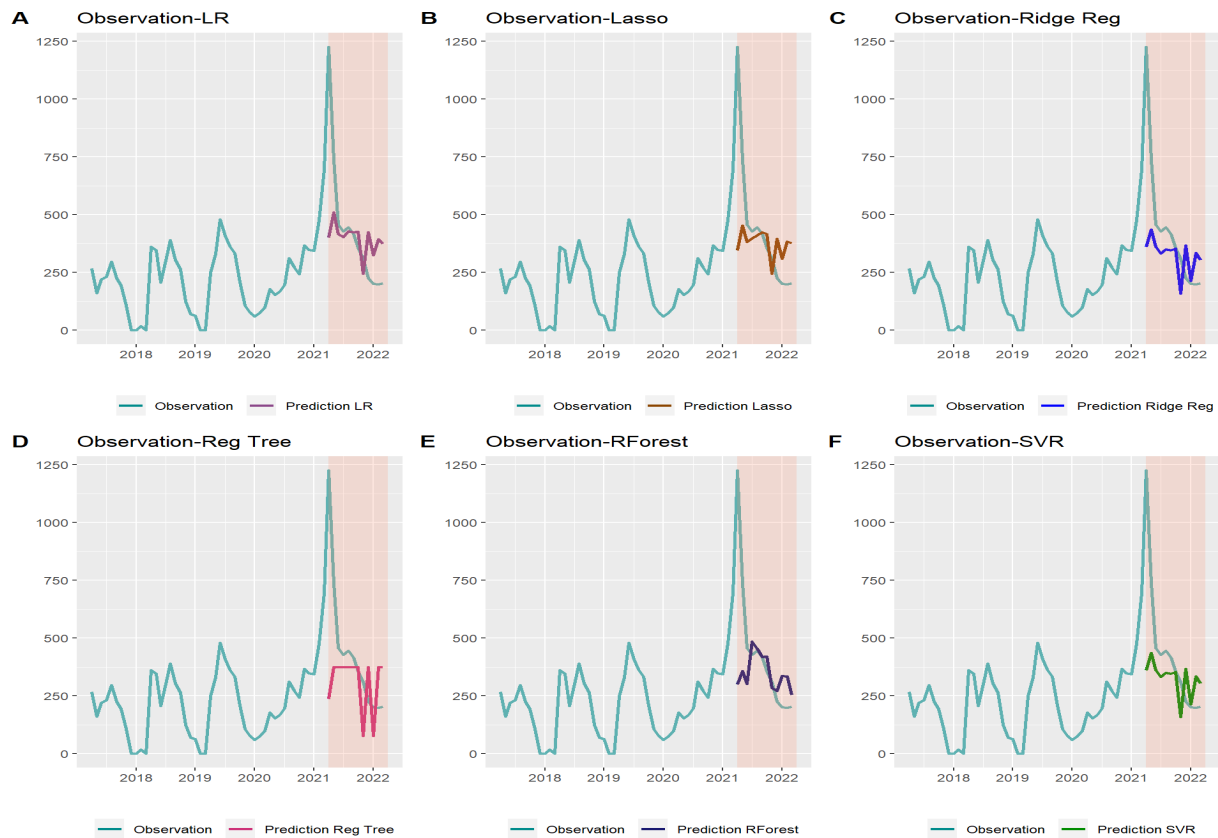 A Observation-LR
1250
1000
750
500
250
0
2018 2019 2020 2021 2022
Observation Prediction LR
B Observation-Lasso
1250
1000
750
500
250
0
2018 2019 2020 2021 2022
Observation Prediction Lasso
C Observation-Ridge Reg
1250
1000
750
500
250
0
2018 2019 2020 2021 2022
Observation Prediction Ridge Reg
D Observation-Reg Tree
1250
1000
750
500
250
0
2018 2019 2020 2021 2022
Observation Prediction Reg Tree
E Observation-RForest
1250
1000
750
500
250
0
2018 2019 2020 2021 2022
Observation Prediction RForest
F Observation-SVR
1250
1000
750
500
250
0
2018 2019 2020 2021 2022
Observation Prediction SVR